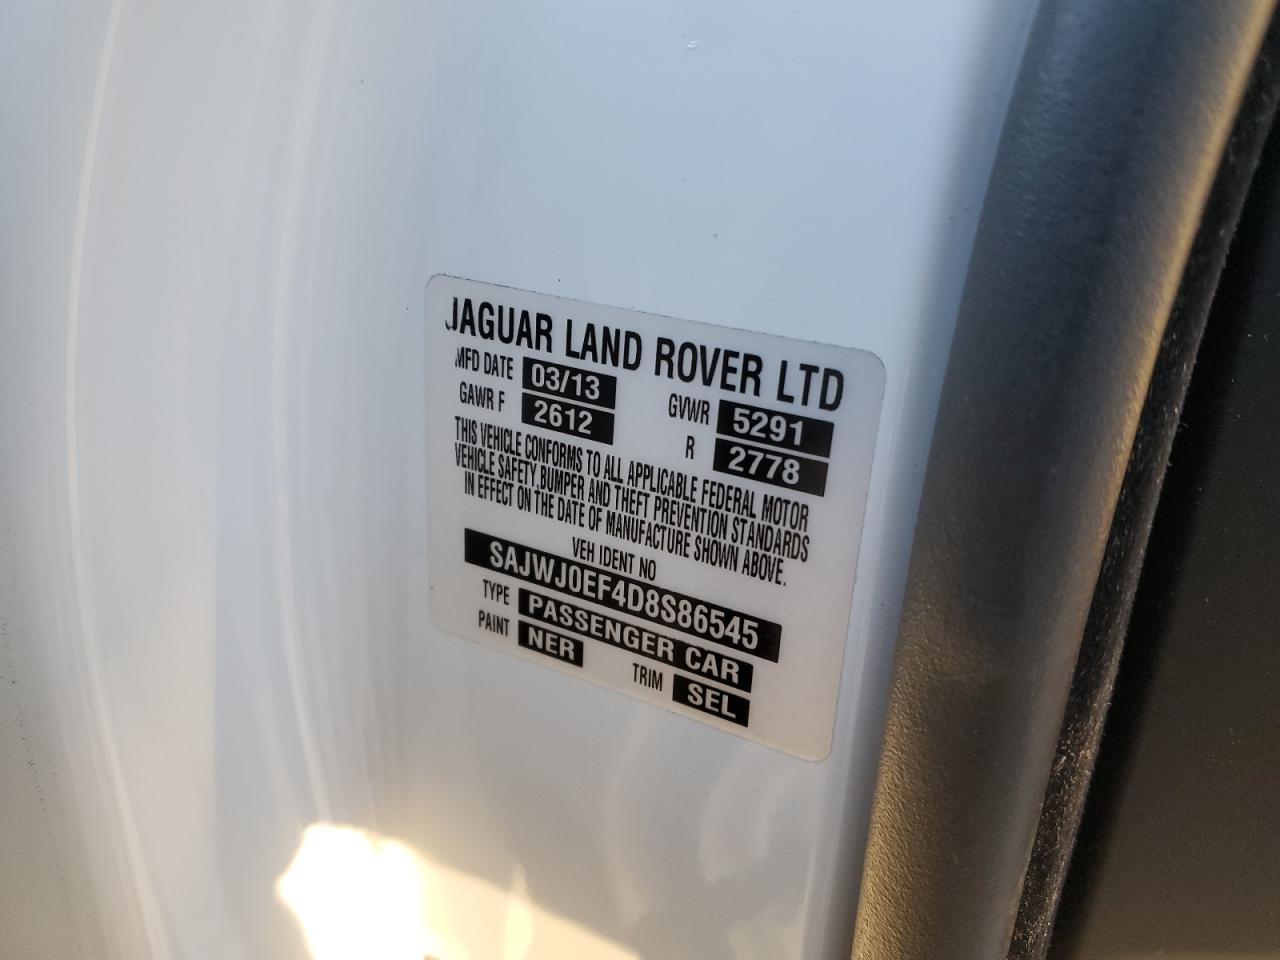 JAGUAR LAND ROVER LTD
MFD DATE 03/13 GVWR 5291
GAWR F 2612 R 2778
THIS VEHICLE CONFORMS TO ALL APPLICABLE FEDERAL MOTOR
VEHICLE SAFETY, BUMPER AND THEFT PREVENTION STANDARDS
IN EFFECT ON THE DATE OF MANUFACTURE SHOWN ABOVE.
VEH IDENT NO
SAJWJ0EF4D8S86545
TYPE PASSENGER CAR
PAINT NER TRIM SEL